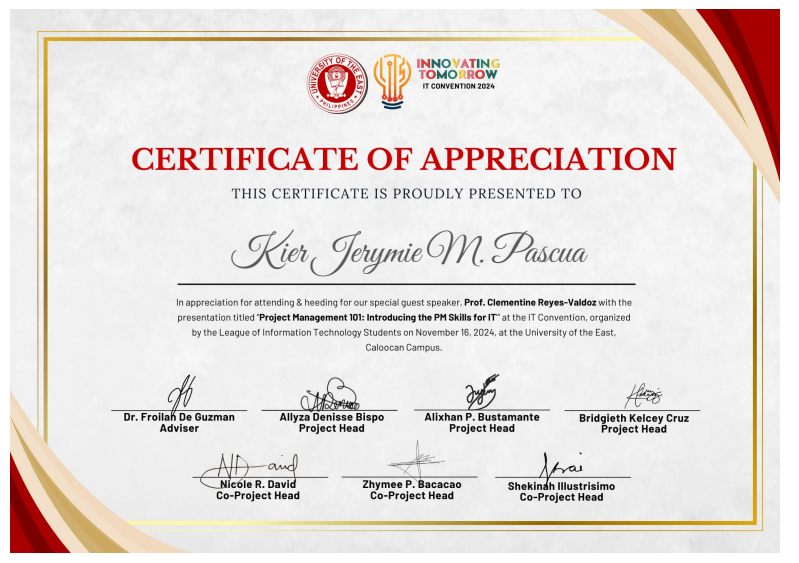 UNIVERSITY OF THE EAST
PHILIPPINES
INNOVATING
TOMORROW
IT CONVENTION 2024
CERTIFICATE OF APPRECIATION
THIS CERTIFICATE IS PROUDLY PRESENTED TO
Kier Jerymie M. Pascua
In appreciation for attending & heeding for our special guest speaker, Prof. Clementine Reyes-Valdoz with the
presentation titled "Project Management 101: Introducing the PM Skills for IT" at the IT Convention, organized
by the League of Information Technology Students on November 16, 2024, at the University of the East,
Caloocan Campus.
Dr. Froilan De Guzman
Adviser
Allyza Denisse Bispo
Project Head
Alixhan P. Bustamante
Project Head
Bridgieth Kelcey Cruz
Project Head
Nicole R. David
Co-Project Head
Zhymee P. Bacacao
Co-Project Head
Shekinah Illustrisimo
Co-Project Head